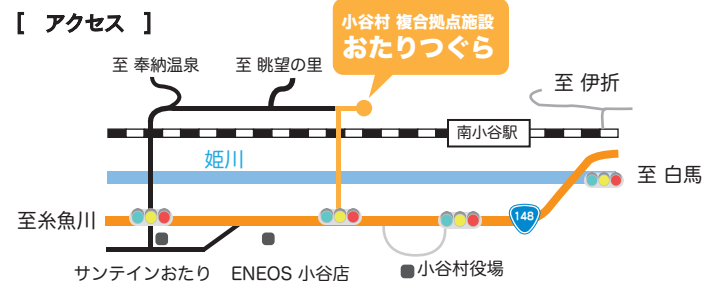 [ アクセス ]
小谷村 複合拠点施設
おたりつぐら
至 奉納温泉
至 眺望の里
至 伊折
南小谷駅
姫川
至 白馬
至糸魚川
148
サンテインおたり
ENEOS 小谷店
小谷村役場